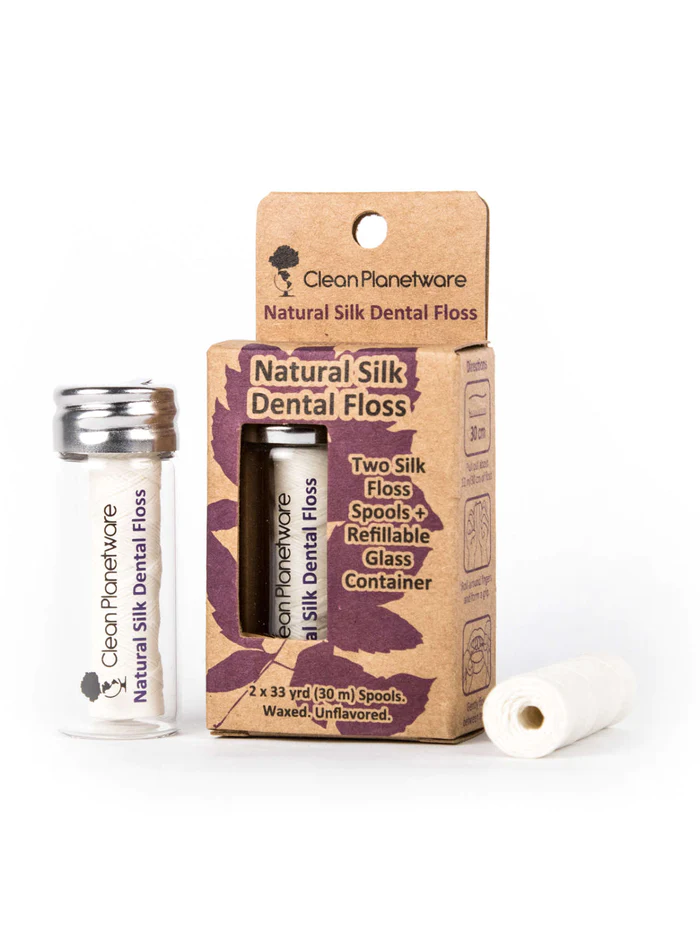 Clean Planetware
Natural Silk Dental Floss
Natural Silk
Dental Floss
Two Silk
Floss
Spools +
Refillable
Glass
Container
Clean Planetware
al Silk Dental Floss
2 x 33 yrd (30 m) Spools.
Waxed. Unflavored.
Clean Planetware
Natural Silk Dental Floss
Directions
30 cm